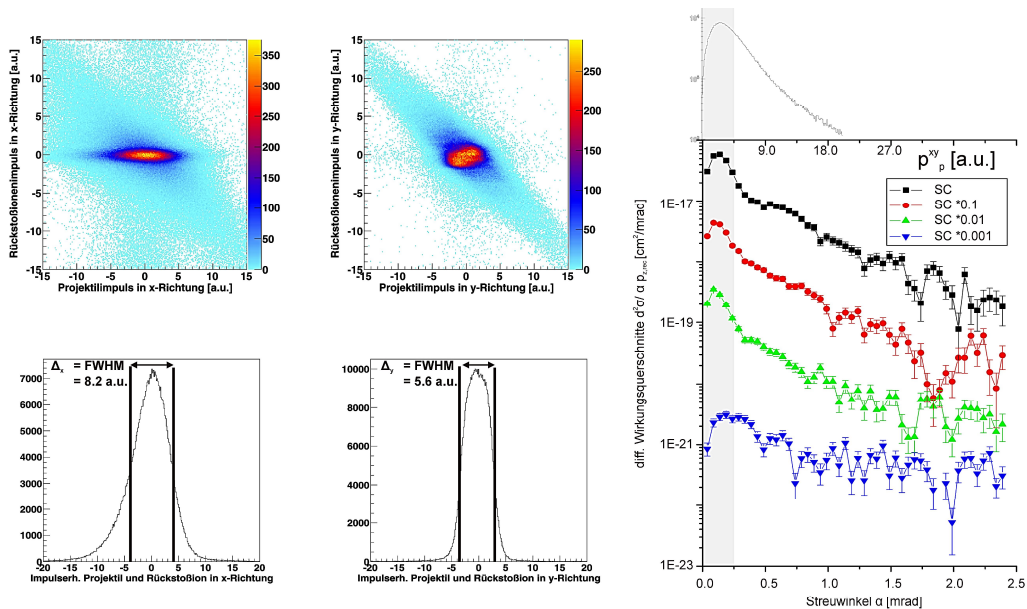 Rückstoßionenimpuls in x-Richtung [a.u.]
15
10
5
0
-5
-10
-15
-15 -10 -5 0 5 10 15
Projektilimpuls in x-Richtung [a.u.]
350
300
250
200
150
100
50
0
Rückstoßionenimpuls in y-Richtung [a.u.]
15
10
5
0
-5
-10
-15
-15 -10 -5 0 5 10 15
Projektilimpuls in y-Richtung [a.u.]
250
200
150
100
50
0
Δx = FWHM
= 8.2 a.u.
7000
6000
5000
4000
3000
2000
1000
0
-20 -15 -10 -5 0 5 10 15 20
Impulserh. Projektil und Rückstoßion in x-Richtung
Δy = FWHM
= 5.6 a.u.
10000
8000
6000
4000
2000
0
-20 -15 -10 -5 0 5 10 15 20
Impulserh. Projektil und Rückstoßion in y-Richtung
9.0 18.0 27.0
p^xy_p [a.u.]
SC
SC *0.1
SC *0.01
SC *0.001
diff. Wirkungsquerschnitte d²σ/ α p_z,rec [cm²/mrad]
1E-17
1E-19
1E-21
1E-23
0.0 0.5 1.0 1.5 2.0 2.5
Streuwinkel α [mrad]